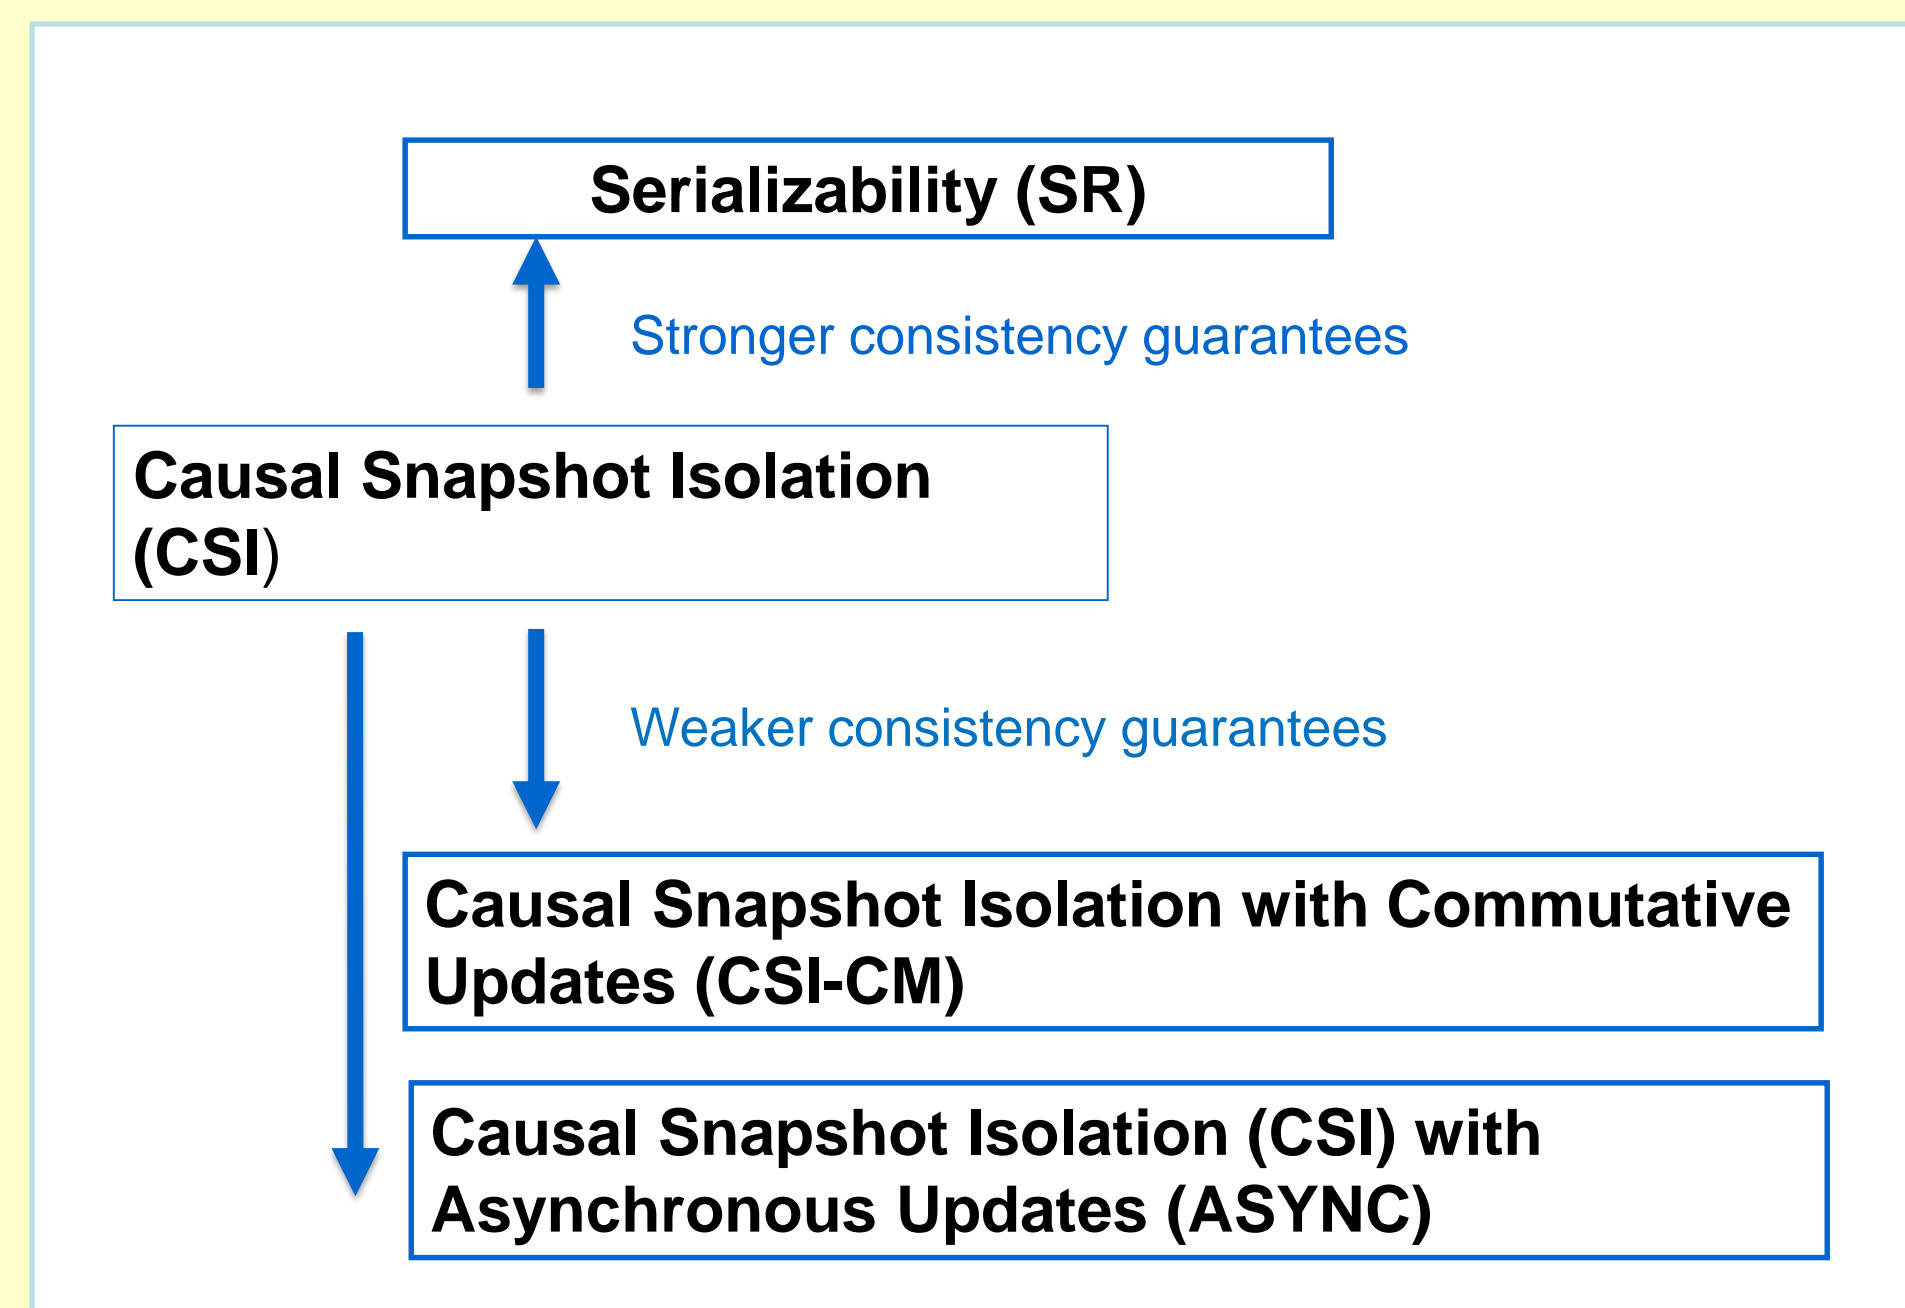 Serializability (SR)
Stronger consistency guarantees
Causal Snapshot Isolation
(CSI)
Weaker consistency guarantees
Causal Snapshot Isolation with Commutative
Updates (CSI-CM)
Causal Snapshot Isolation (CSI) with
Asynchronous Updates (ASYNC)